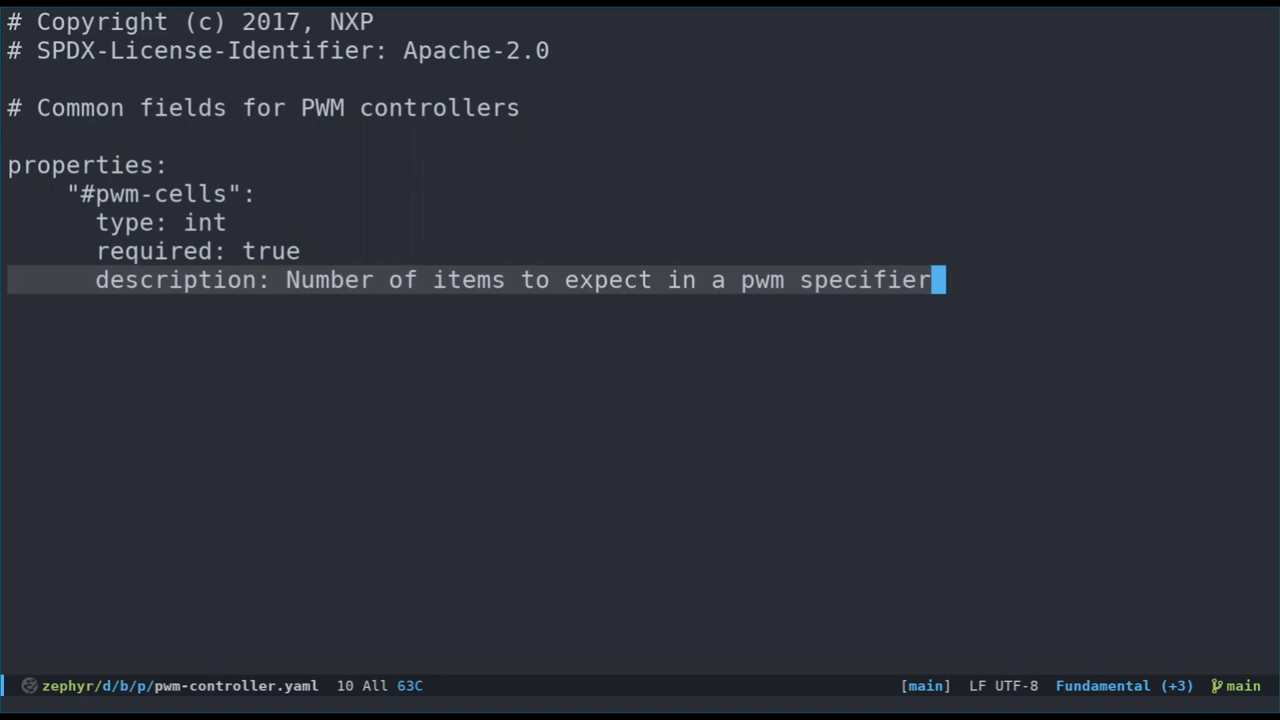 # Copyright (c) 2017, NXP
# SPDX-License-Identifier: Apache-2.0
# Common fields for PWM controllers
properties:
    "#pwm-cells":
      type: int
      required: true
      description: Number of items to expect in a pwm specifier
zephyr/d/b/p/pwm-controller.yaml 10 All 63C [main] LF UTF-8 Fundamental (+3) main